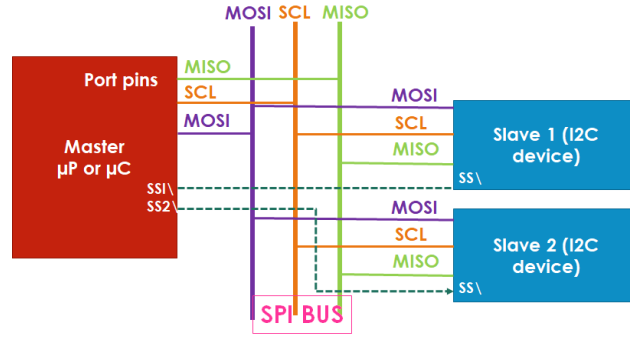 MOSI SCL MISO
MISO
Port pins
SCL
MOSI
MOSI
Master
µP or µC
SCL
Slave 1 (I2C
device)
MISO
SS1\
SS\
SS2\
MOSI
SCL
Slave 2 (I2C
device)
MISO
SS\
SPI BUS